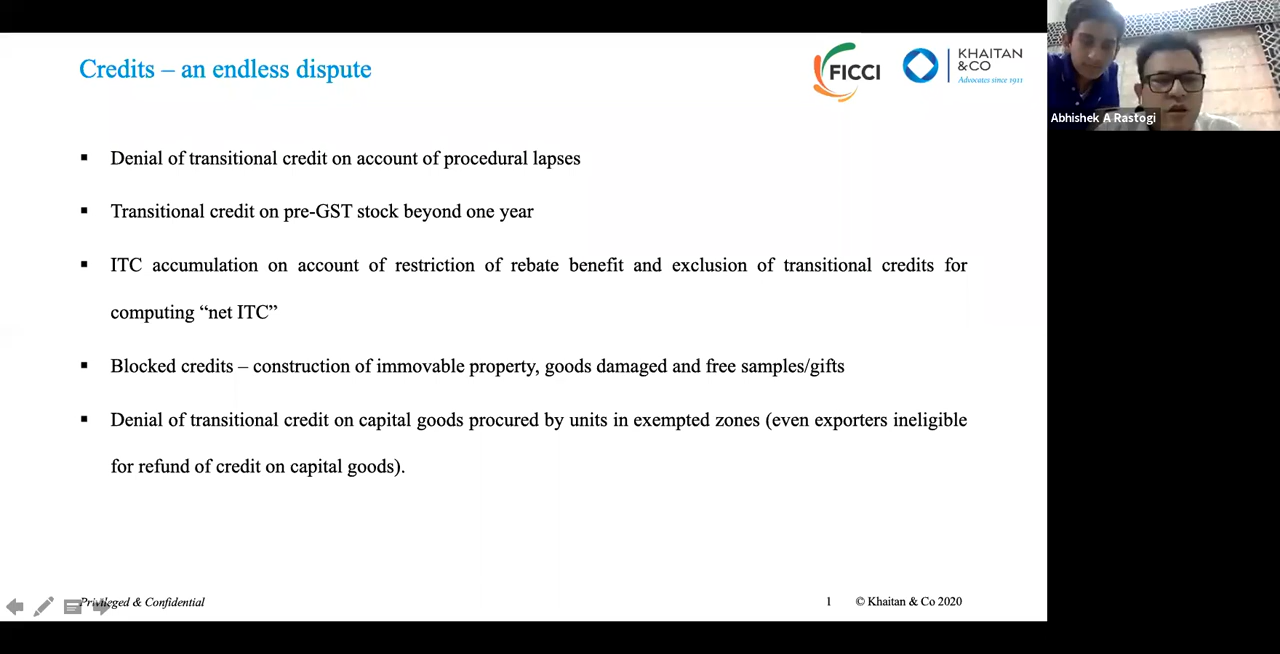 Credits – an endless dispute
FICCI
KHAITAN
&CO
Advocates since 1911
Abhishek A Rastogi
▪ Denial of transitional credit on account of procedural lapses
▪ Transitional credit on pre-GST stock beyond one year
▪ ITC accumulation on account of restriction of rebate benefit and exclusion of transitional credits for
computing “net ITC”
▪ Blocked credits – construction of immovable property, goods damaged and free samples/gifts
▪ Denial of transitional credit on capital goods procured by units in exempted zones (even exporters ineligible
for refund of credit on capital goods).
Privileged & Confidential
1
© Khaitan & Co 2020